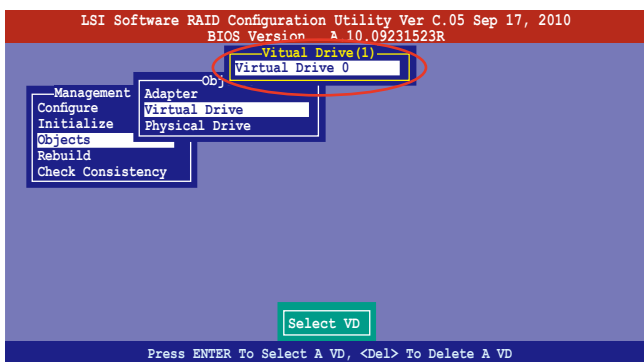 LSI Software RAID Configuration Utility Ver C.05 Sep 17, 2010
BIOS Version A.10.09231523R
Vitual Drive(1)
Virtual Drive 0
Obj
Adapter
Virtual Drive
Physical Drive
Management
Configure
Initialize
Objects
Rebuild
Check Consistency
Select VD
Press ENTER To Select A VD, <Del> To Delete A VD